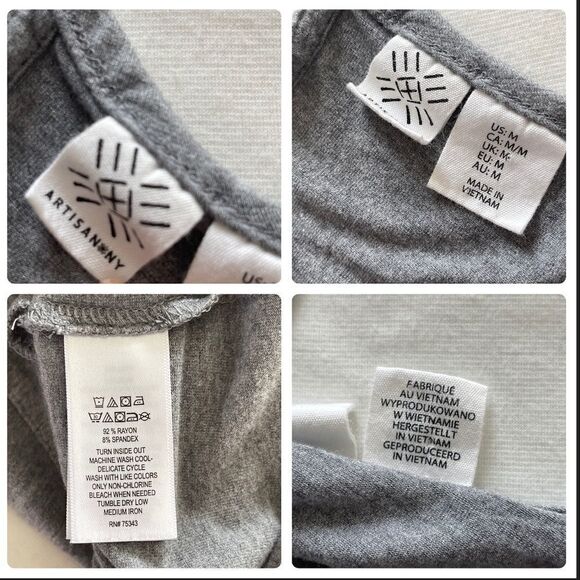 ARTISAN NY
US:
US: M
CA: M/M
UK: M
EU: M
AU: M
MADE IN
VIETNAM
92 % RAYON
8% SPANDEX
TURN INSIDE OUT
MACHINE WASH COOL-
DELICATE CYCLE
WASH WITH LIKE COLORS
ONLY NON-CHLORINE
BLEACH WHEN NEEDED
TUMBLE DRY LOW
MEDIUM IRON
RN# 75343
FABRIQUÉ
AU VIETNAM
WYPRODUKOWANO
W WIETNAMIE
HERGESTELLT
IN VIETNAM
GEPRODUCEERD
IN VIETNAM